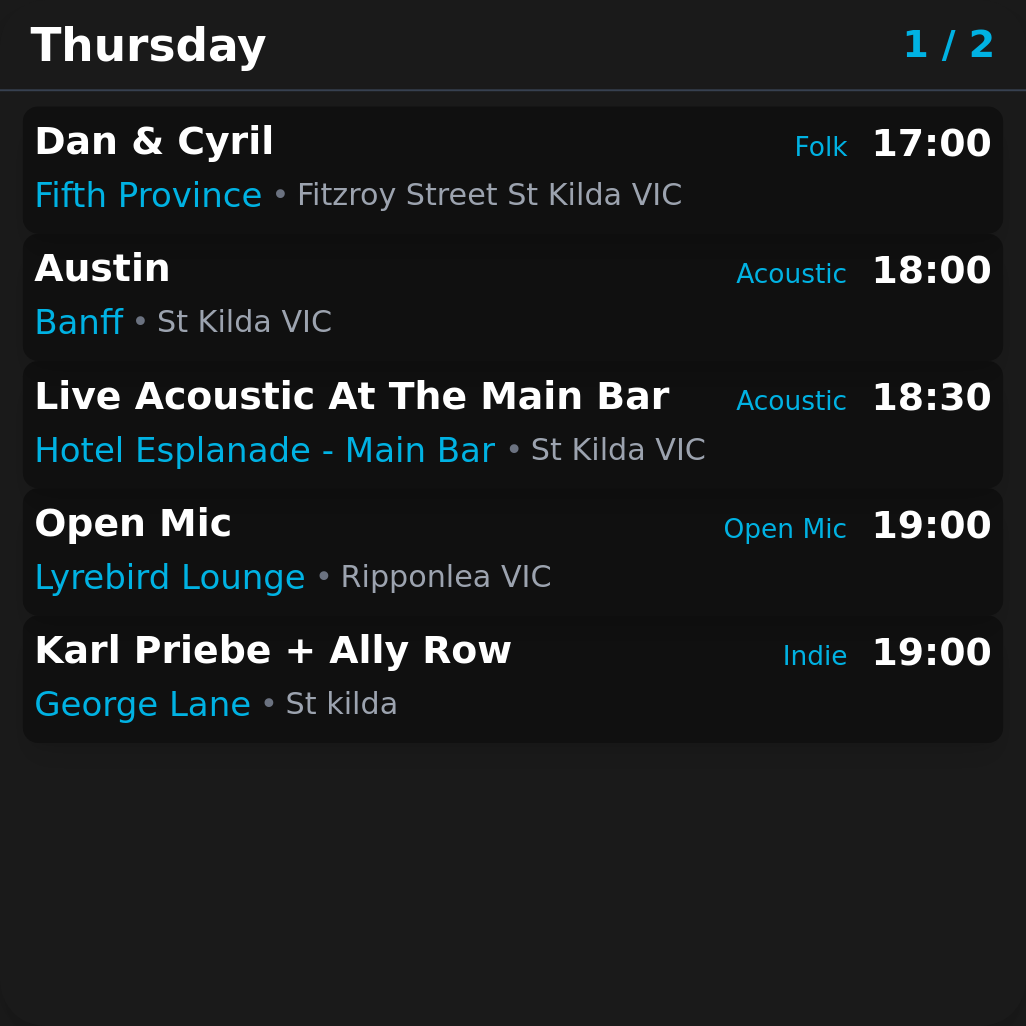 Thursday 1 / 2
Dan & Cyril Folk 17:00
Fifth Province • Fitzroy Street St Kilda VIC
Austin Acoustic 18:00
Banff • St Kilda VIC
Live Acoustic At The Main Bar Acoustic 18:30
Hotel Esplanade - Main Bar • St Kilda VIC
Open Mic Open Mic 19:00
Lyrebird Lounge • Ripponlea VIC
Karl Priebe + Ally Row Indie 19:00
George Lane • St kilda